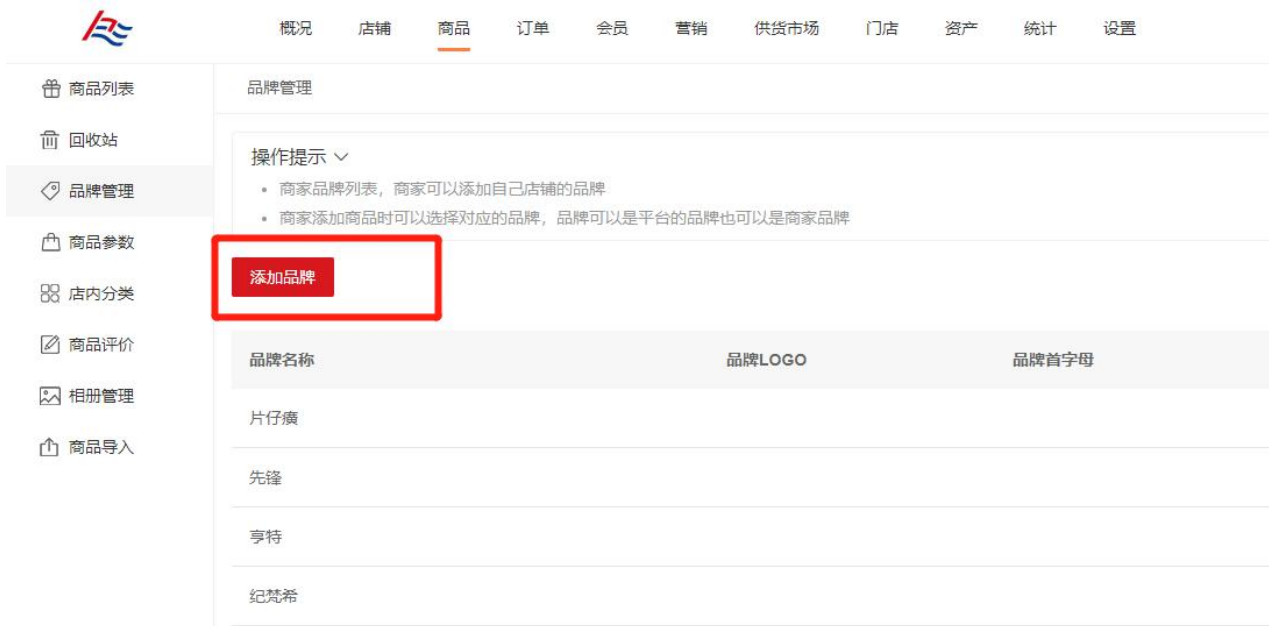 概况 店铺 商品 订单 会员 营销 供货市场 门店 资产 统计 设置
商品列表
回收站
品牌管理
商品参数
店内分类
商品评价
相册管理
商品导入
品牌管理
操作提示
商家品牌列表，商家可以添加自己店铺的品牌
商家添加商品时可以选择对应的品牌，品牌可以是平台的品牌也可以是商家品牌
添加品牌
品牌名称 品牌LOGO 品牌首字母
片仔癀
先锋
亨特
纪梵希